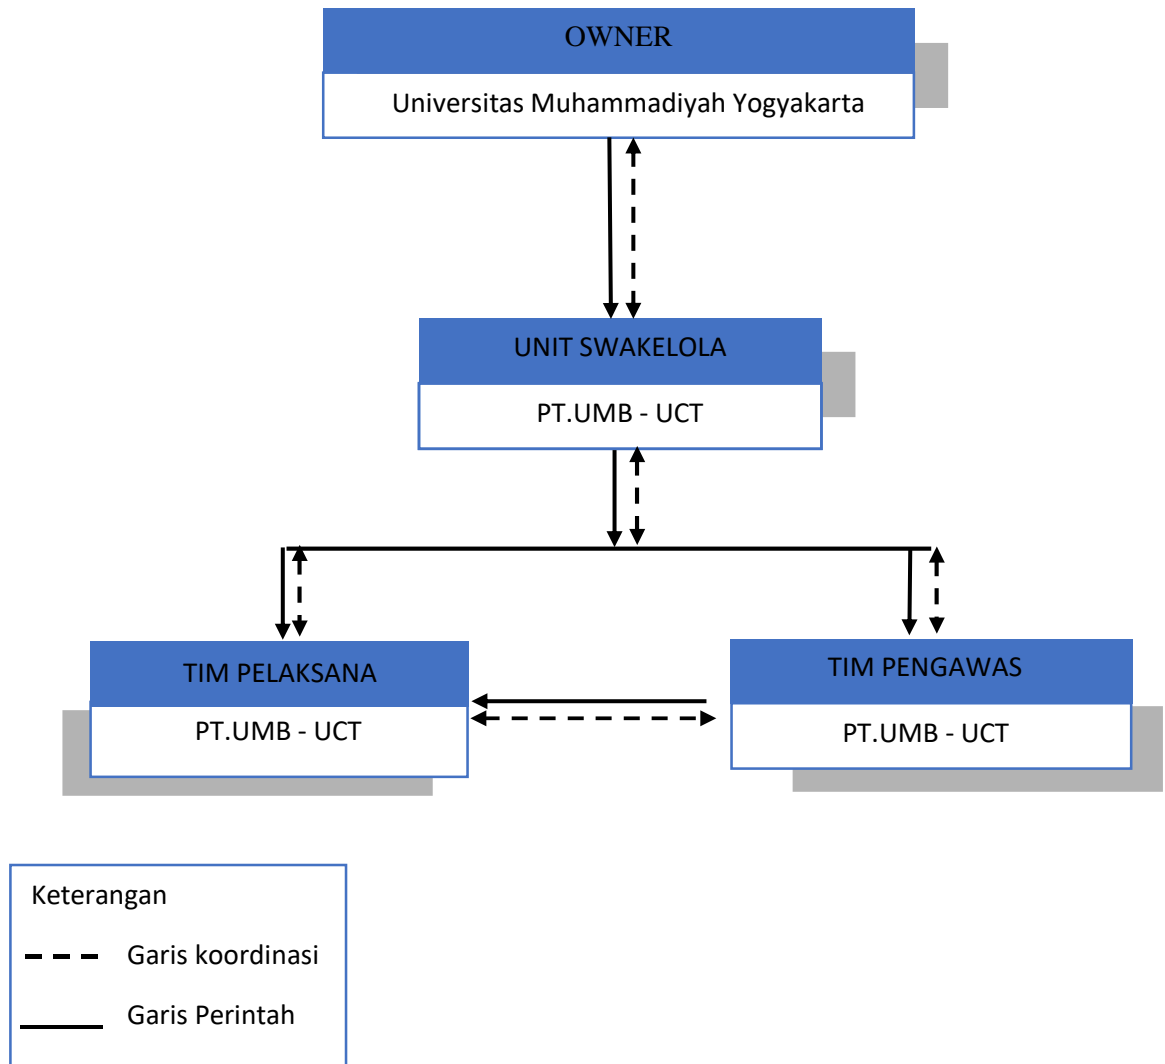 OWNER
Universitas Muhammadiyah Yogyakarta
UNIT SWAKELOLA
PT.UMB - UCT
TIM PELAKSANA
PT.UMB - UCT
TIM PENGAWAS
PT.UMB - UCT
Keterangan
Garis koordinasi
Garis Perintah